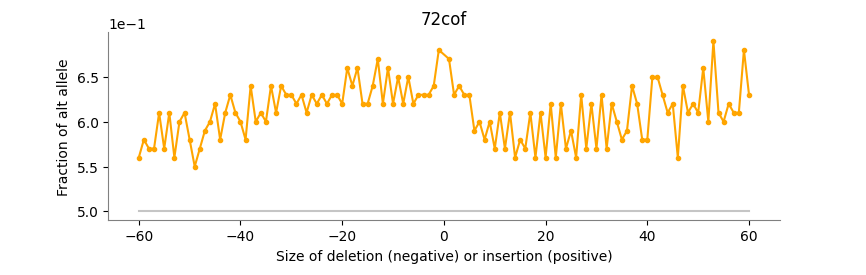 72cof
1e−1
Fraction of alt allele
6.5
6.0
5.5
5.0
−60 −40 −20 0 20 40 60
Size of deletion (negative) or insertion (positive)